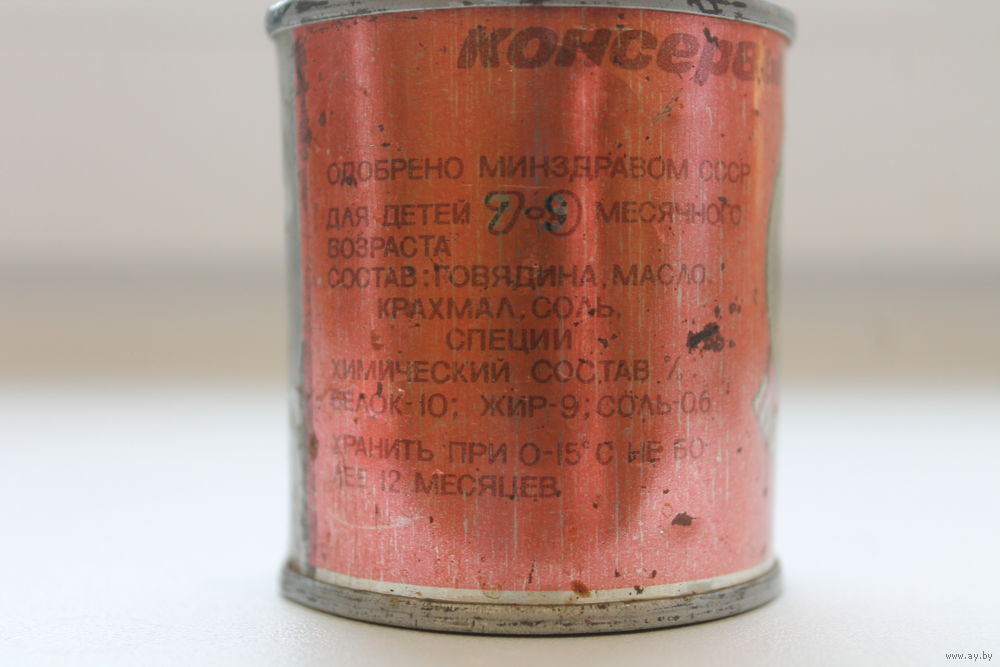 консерв
ОДОБРЕНО МИНЗДРАВОМ СССР
ДЛЯ ДЕТЕЙ 7-9 МЕСЯЧНОГО
ВОЗРАСТА
СОСТАВ: ГОВЯДИНА, МАСЛО,
КРАХМАЛ, СОЛЬ,
СПЕЦИИ
ХИМИЧЕСКИЙ СОСТАВ %
БЕЛОК-10; ЖИР-9; СОЛЬ-0,6
ХРАНИТЬ ПРИ 0-15°С НЕ БО-
ЛЕЕ 12 МЕСЯЦЕВ.
www.ay.by